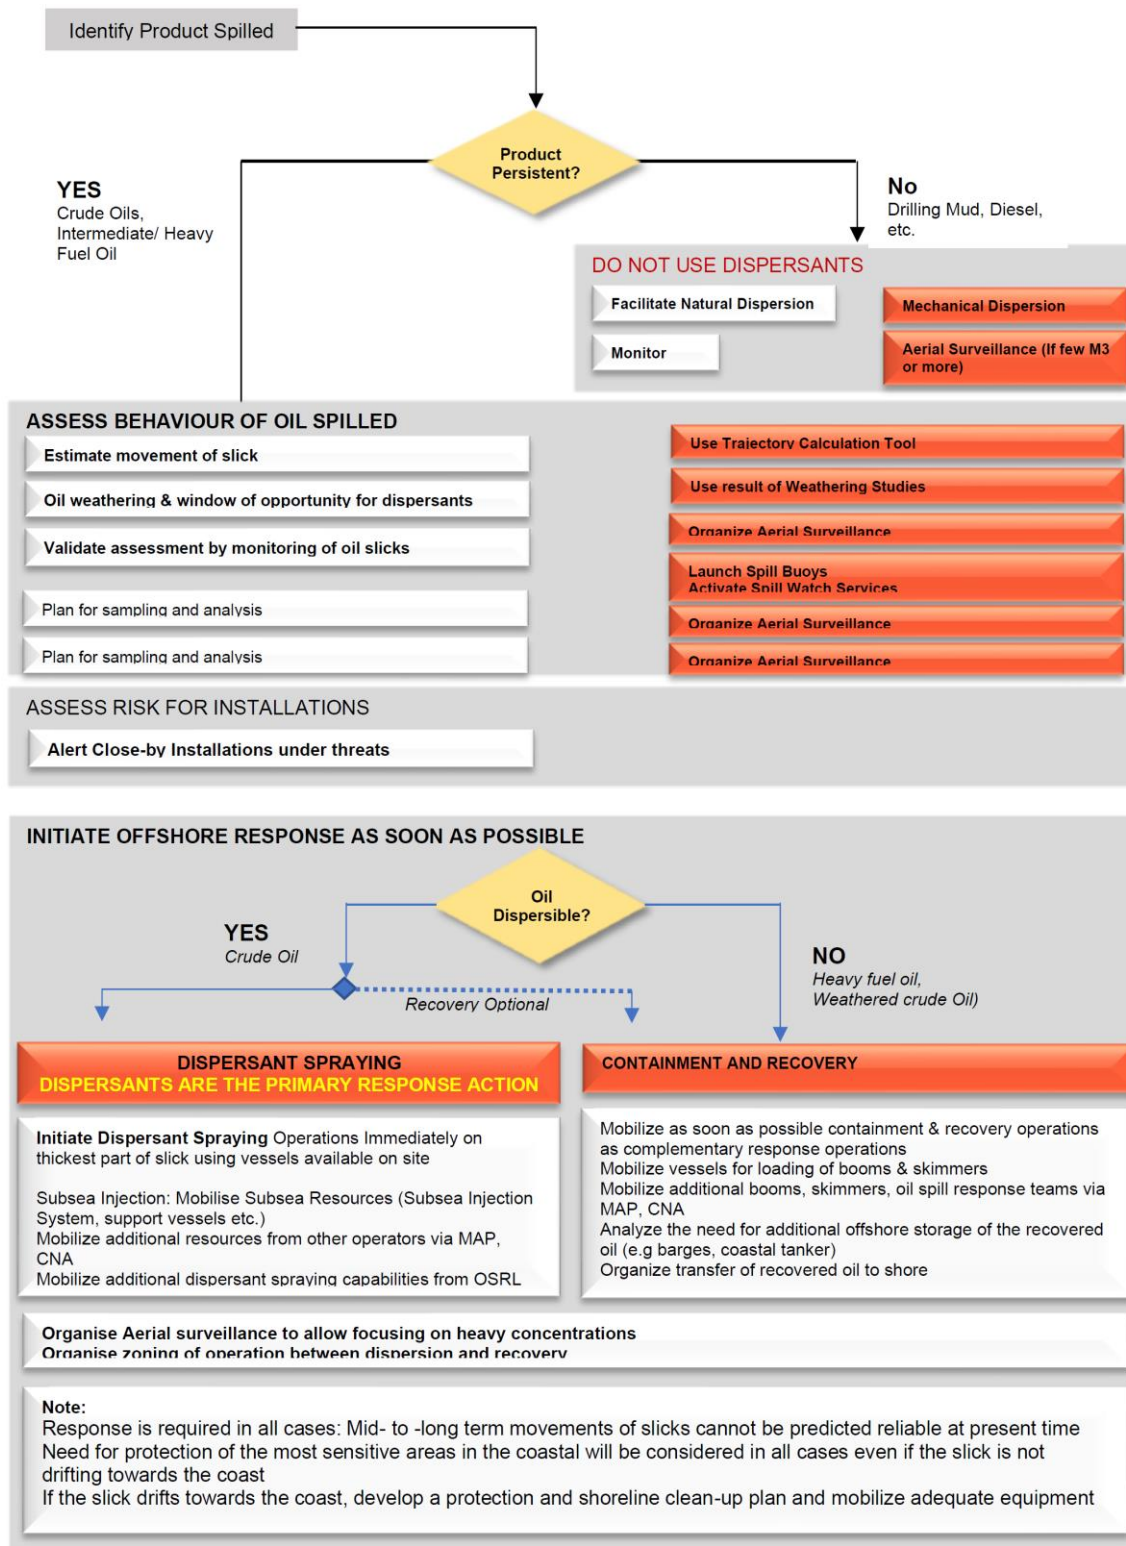 Identify Product Spilled
Product
Persistent?
YES
Crude Oils,
Intermediate/ Heavy
Fuel Oil
No
Drilling Mud, Diesel,
etc.
DO NOT USE DISPERSANTS
Facilitate Natural Dispersion
Mechanical Dispersion
Monitor
Aerial Surveillance (If few M3
or more)
ASSESS BEHAVIOUR OF OIL SPILLED
Estimate movement of slick
Use Trajectory Calculation Tool
Oil weathering & window of opportunity for dispersants
Use result of Weathering Studies
Validate assessment by monitoring of oil slicks
Organize Aerial Surveillance
Launch Spill Buoys
Activate Spill Watch Services
Plan for sampling and analysis
Organize Aerial Surveillance
Plan for sampling and analysis
Organize Aerial Surveillance
ASSESS RISK FOR INSTALLATIONS
Alert Close-by Installations under threats
INITIATE OFFSHORE RESPONSE AS SOON AS POSSIBLE
Oil
Dispersible?
YES
Crude Oil
NO
Heavy fuel oil,
Weathered crude Oil)
Recovery Optional
DISPERSANT SPRAYING
DISPERSANTS ARE THE PRIMARY RESPONSE ACTION
Initiate Dispersant Spraying Operations Immediately on
thickest part of slick using vessels available on site
Subsea Injection: Mobilise Subsea Resources (Subsea Injection
System, support vessels etc.)
Mobilize additional resources from other operators via MAP,
CNA
Mobilize additional dispersant spraying capabilities from OSRL
CONTAINMENT AND RECOVERY
Mobilize as soon as possible containment & recovery operations
as complementary response operations
Mobilize vessels for loading of booms & skimmers
Mobilize additional booms, skimmers, oil spill response teams via
MAP, CNA
Analyze the need for additional offshore storage of the recovered
oil (e.g barges, coastal tanker)
Organize transfer of recovered oil to shore
Organise Aerial surveillance to allow focusing on heavy concentrations
Organise zoning of operation between dispersion and recovery
Note:
Response is required in all cases: Mid- to -long term movements of slicks cannot be predicted reliable at present time
Need for protection of the most sensitive areas in the coastal will be considered in all cases even if the slick is not
drifting towards the coast
If the slick drifts towards the coast, develop a protection and shoreline clean-up plan and mobilize adequate equipment